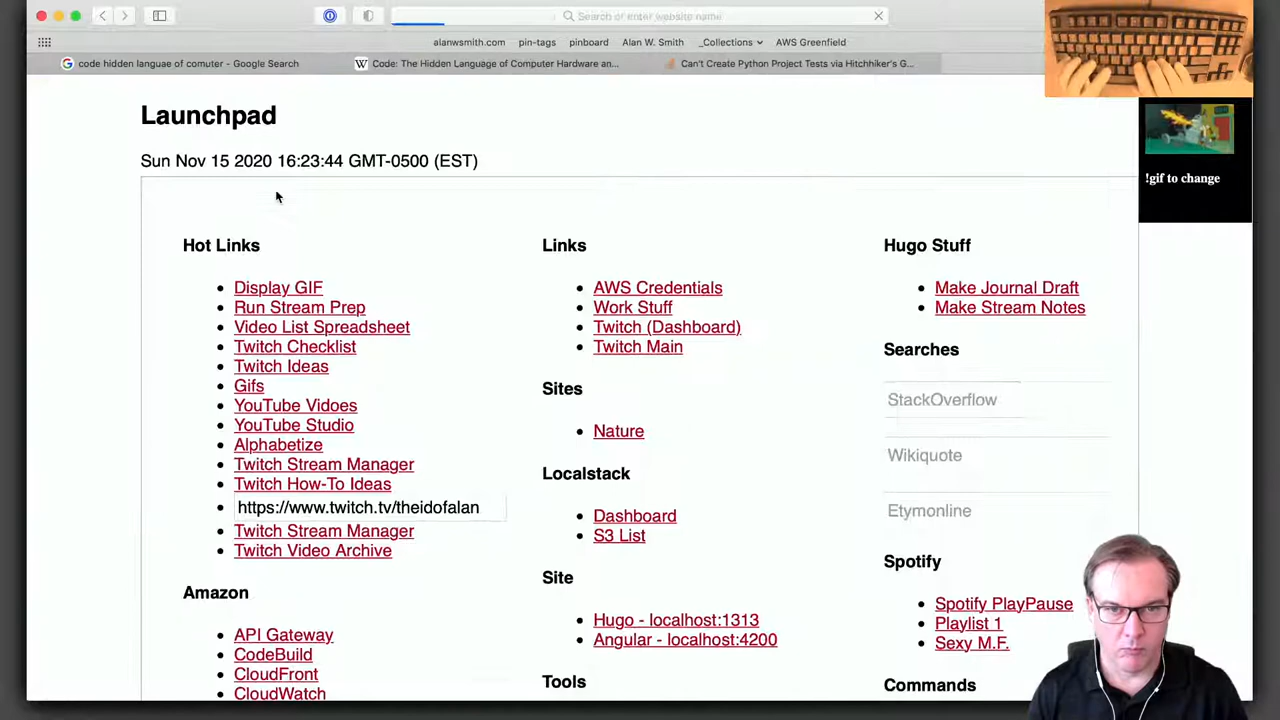 Search or enter website name
alanwsmith.com pin-tags pinboard Alan W. Smith _Collections AWS Greenfield
code hidden languae of comuter - Google Search
Code: The Hidden Language of Computer Hardware an...
Can't Create Python Project Tests via Hitchhiker's G...
Launchpad
Sun Nov 15 2020 16:23:44 GMT-0500 (EST)
!gif to change
Hot Links
Display GIF
Run Stream Prep
Video List Spreadsheet
Twitch Checklist
Twitch Ideas
Gifs
YouTube Vidoes
YouTube Studio
Alphabetize
Twitch Stream Manager
Twitch How-To Ideas
https://www.twitch.tv/theidofalan
Twitch Stream Manager
Twitch Video Archive
Amazon
API Gateway
CodeBuild
CloudFront
CloudWatch
Links
AWS Credentials
Work Stuff
Twitch (Dashboard)
Twitch Main
Sites
Nature
Localstack
Dashboard
S3 List
Site
Hugo - localhost:1313
Angular - localhost:4200
Tools
Hugo Stuff
Make Journal Draft
Make Stream Notes
Searches
StackOverflow
Wikiquote
Etymonline
Spotify
Spotify PlayPause
Playlist 1
Sexy M.F.
Commands